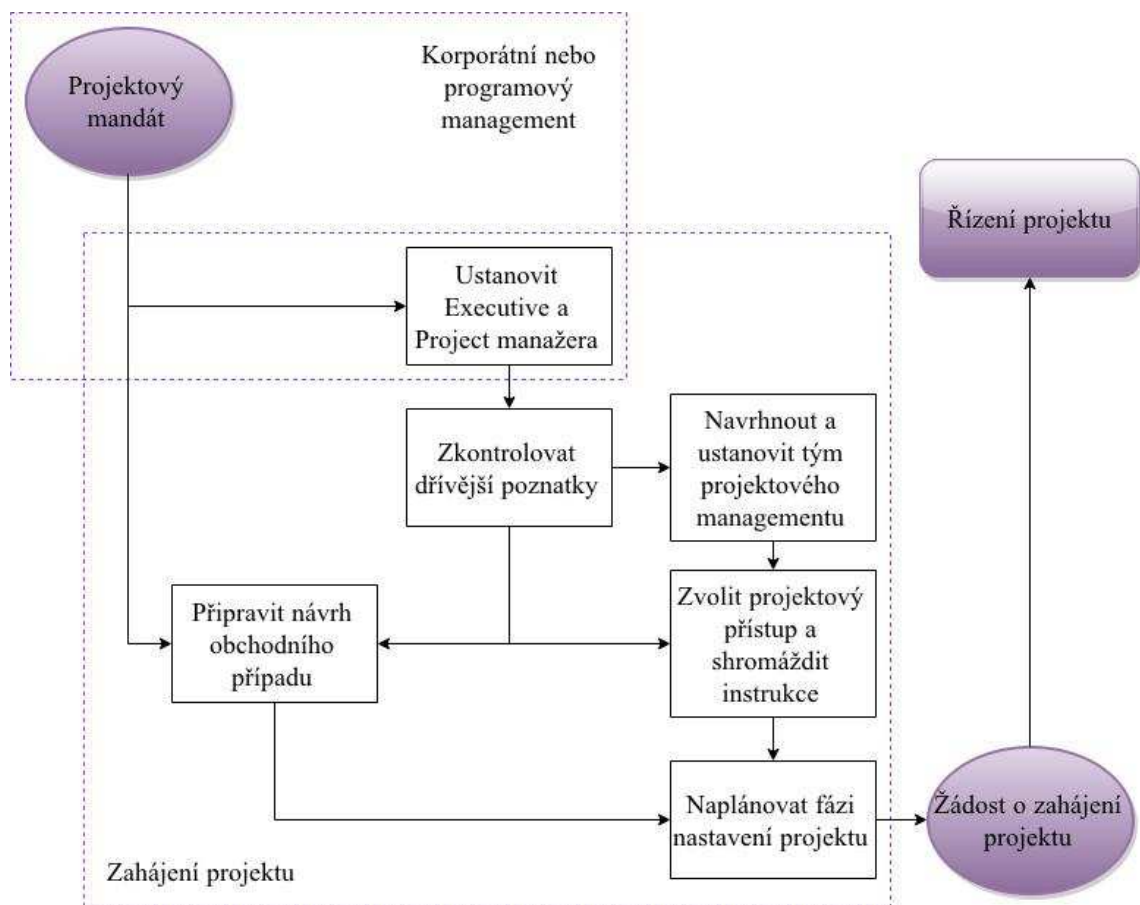 Projektový
mandát
Korporátní nebo
programový
management
Řízení projektu
Ustanovit
Executive a
Project manažera
Zkontrolovat
dřívější poznatky
Navrhnout a
ustanovit tým
projektového
managementu
Připravit návrh
obchodního
případu
Zvolit projektový
přístup a
shromáždit
instrukce
Naplánovat fázi
nastavení projektu
Žádost o zahájení
projektu
Zahájení projektu